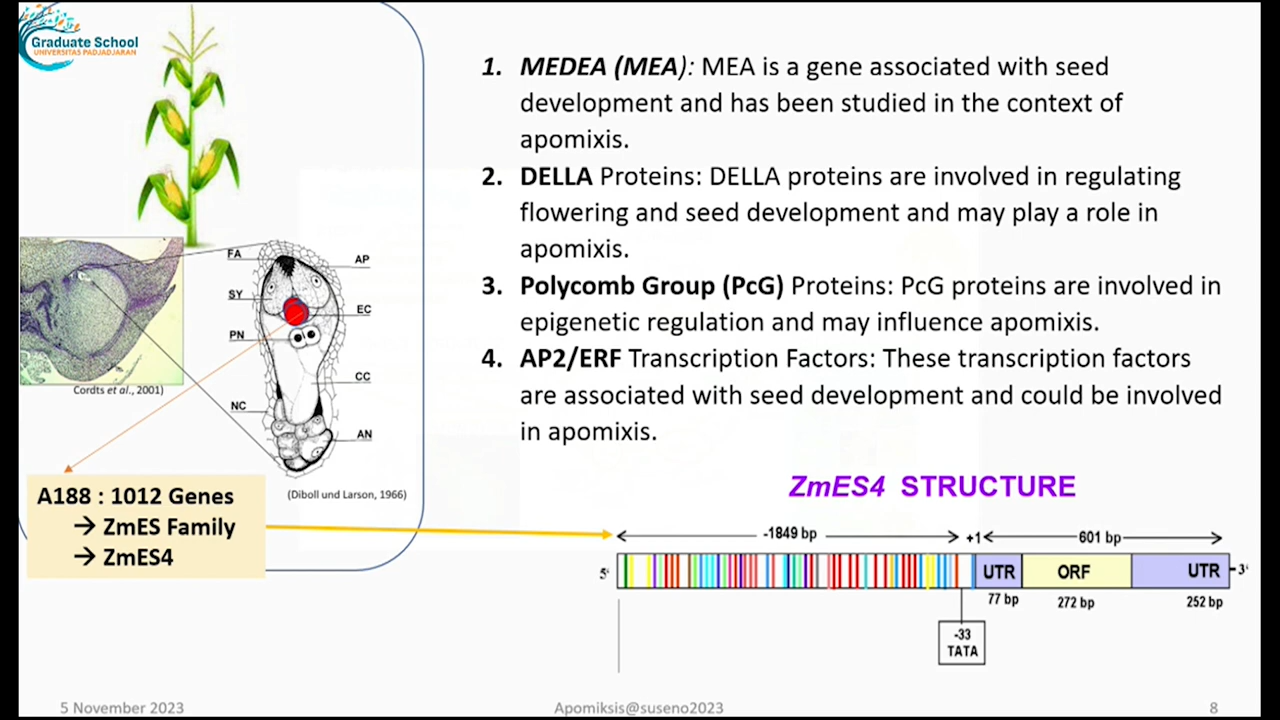 Graduate School
UNIVERSITAS PADJADJARAN
1. MEDEA (MEA): MEA is a gene associated with seed
development and has been studied in the context of
apomixis.
2. DELLA Proteins: DELLA proteins are involved in regulating
flowering and seed development and may play a role in
apomixis.
3. Polycomb Group (PcG) Proteins: PcG proteins are involved in
epigenetic regulation and may influence apomixis.
4. AP2/ERF Transcription Factors: These transcription factors
are associated with seed development and could be involved
in apomixis.
FA
AP
SY
EC
PN
CC
NC
AN
Cordts et al., 2001)
(Diboll und Larson, 1966)
A188 : 1012 Genes
→ ZmES Family
→ ZmES4
ZmES4 STRUCTURE
-1849 bp
+1
601 bp
5'
UTR
ORF
UTR
3'
77 bp
272 bp
252 bp
-33
TATA
5 November 2023
Apomiksis@suseno2023
8